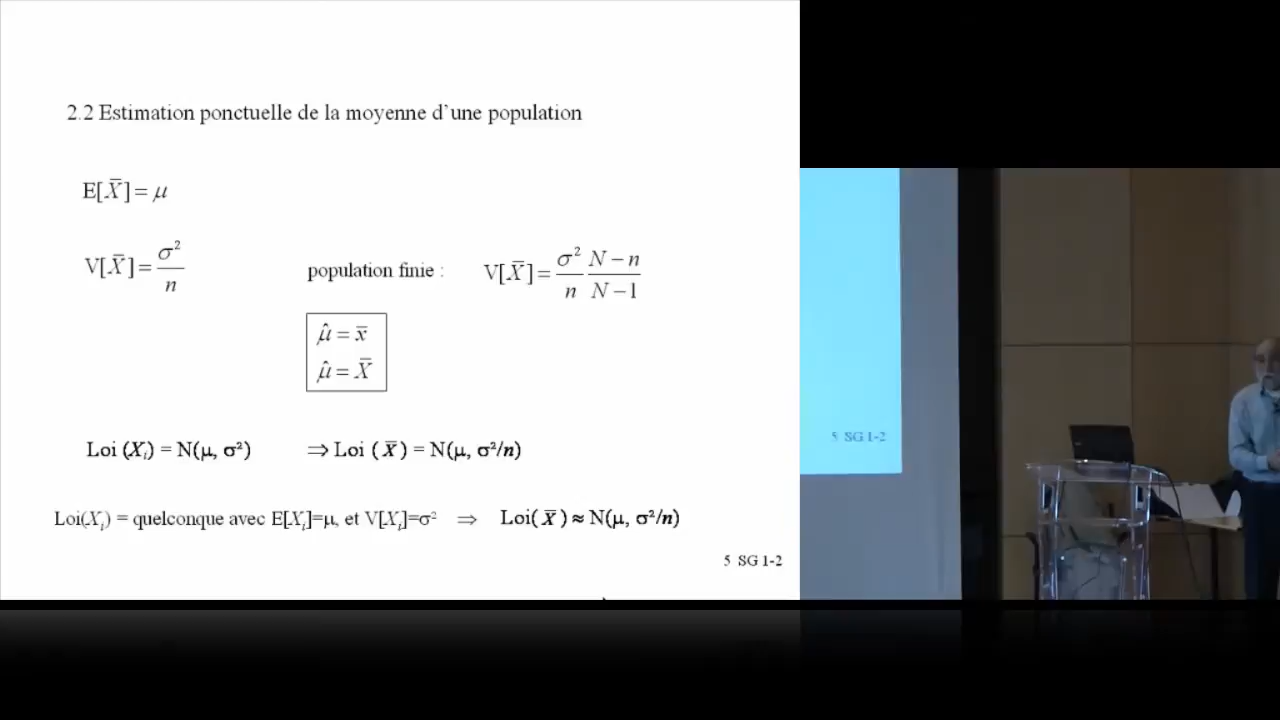 2.2 Estimation ponctuelle de la moyenne d'une population
E[X̄] = μ
V[X̄] = σ²/n    population finie :    V[X̄] = σ²/n (N − n)/(N − 1)
μ̂ = x̄
μ̂ = X̄
Loi (Xᵢ) = N(μ, σ²)    ⇒ Loi ( X̄ ) = N(μ, σ²/n)
Loi(Xᵢ) = quelconque avec E[Xᵢ]=μ, et V[Xᵢ]=σ²  ⇒  Loi( X̄ ) ≈ N(μ, σ²/n)
5 SG 1-2
5 SG 1-2